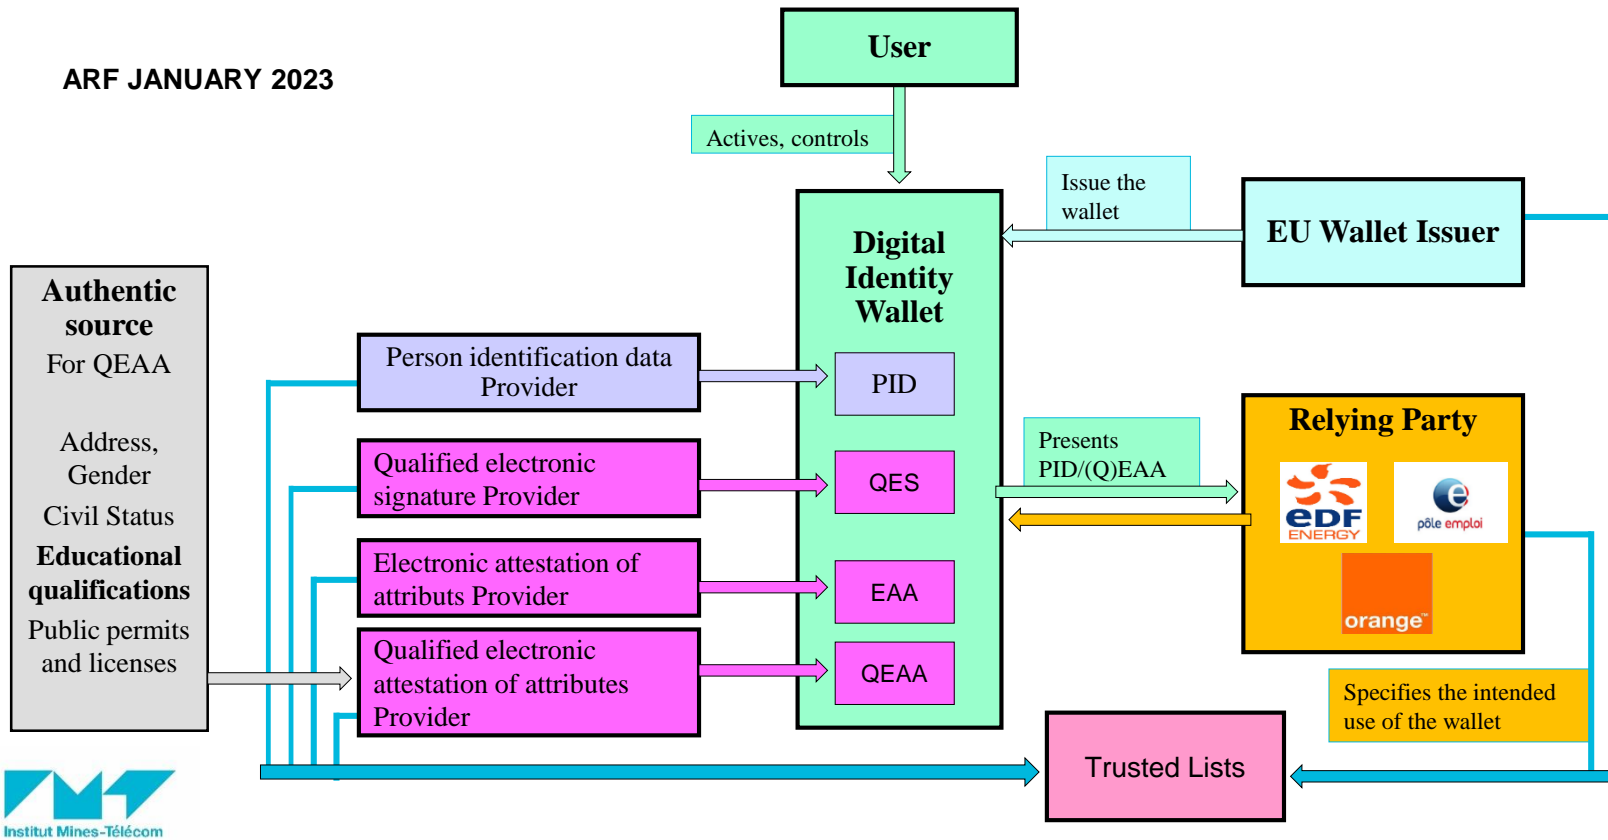 User
ARF JANUARY 2023
Actives, controls
Issue the
wallet
EU Wallet Issuer
Digital
Identity
Wallet
Authentic
source
For QEAA
Address,
Gender
Civil Status
Educational
qualifications
Public permits
and licenses
Person identification data
Provider
PID
Qualified electronic
signature Provider
QES
Electronic attestation of
attributs Provider
EAA
Qualified electronic
attestation of attributes
Provider
QEAA
Presents
PID/(Q)EAA
Relying Party
eDF
ENERGY
pôle emploi
orange™
Specifies the intended
use of the wallet
Trusted Lists
Institut Mines-Télécom